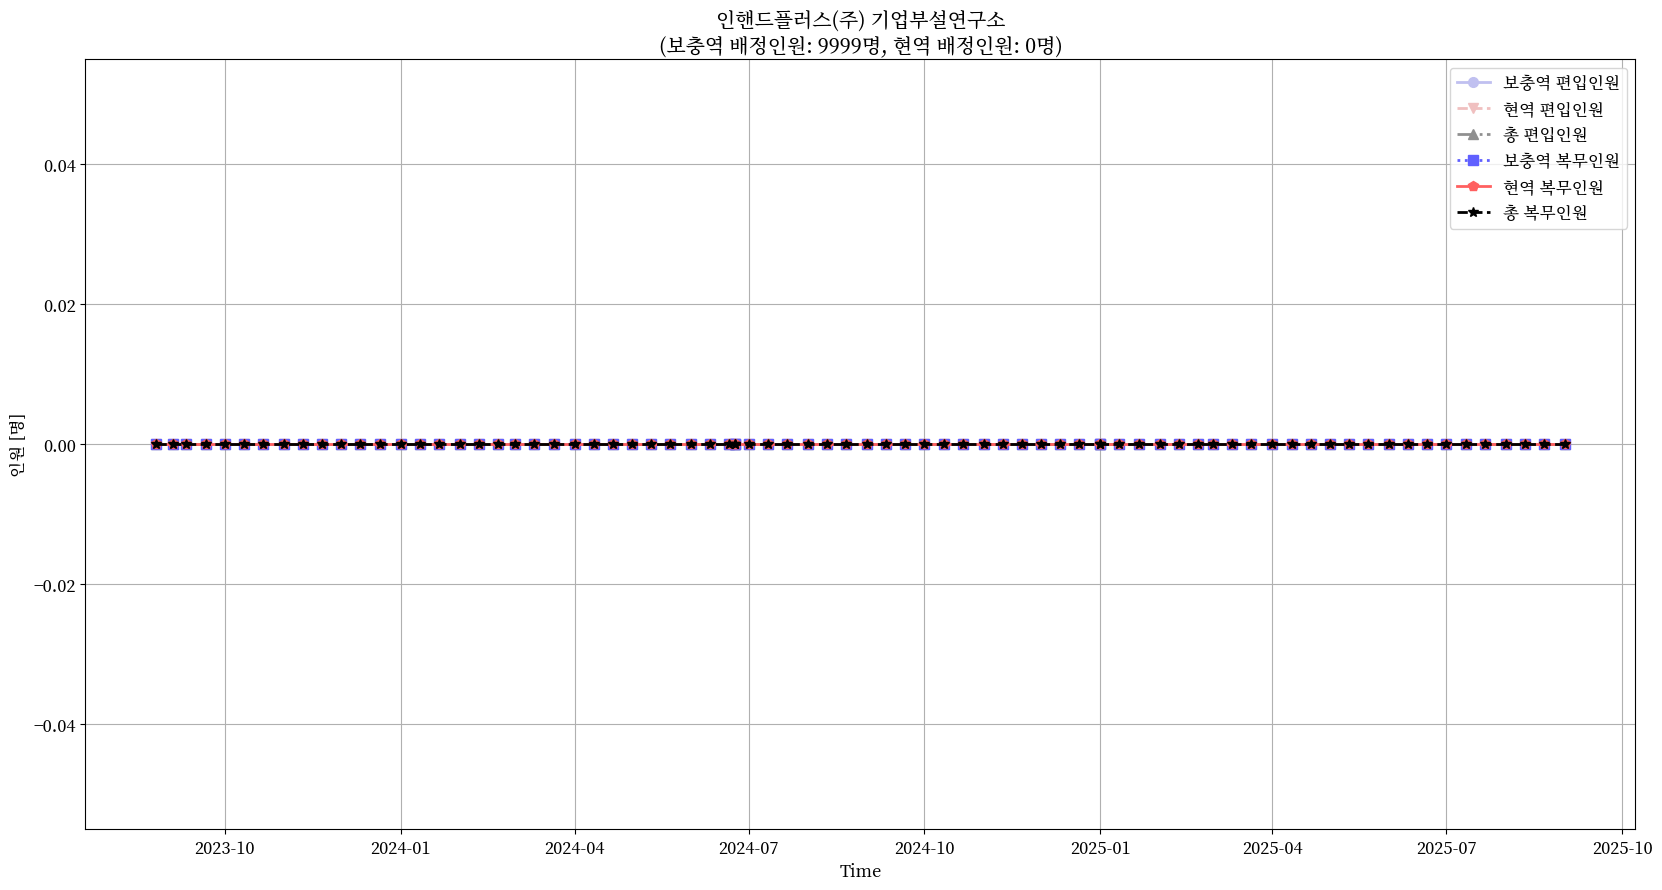 인핸드플러스(주) 기업부설연구소
(보충역 배정인원: 9999명, 현역 배정인원: 0명)
보충역 편입인원
현역 편입인원
총 편입인원
보충역 복무인원
현역 복무인원
총 복무인원
인원 [명]
0.04
0.02
0.00
−0.02
−0.04
2023-10
2024-01
2024-04
2024-07
2024-10
2025-01
2025-04
2025-07
2025-10
Time